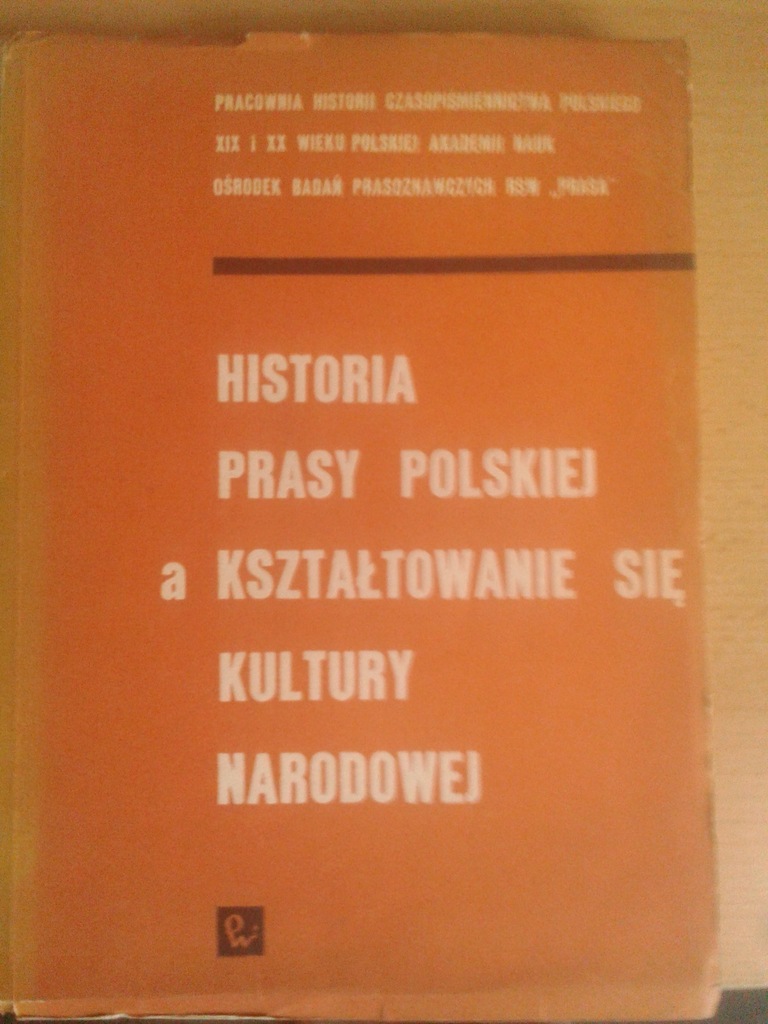 PRACOWNIA HISTORII CZASOPIŚMIENNICTWA POLSKIEGO
XIX I XX WIEKU POLSKIEJ AKADEMII NAUK
OŚRODEK BADAŃ PRASOZNAWCZYCH RSW „PRASA"
HISTORIA
PRASY POLSKIEJ
a KSZTAŁTOWANIE SIĘ
KULTURY
NARODOWEJ